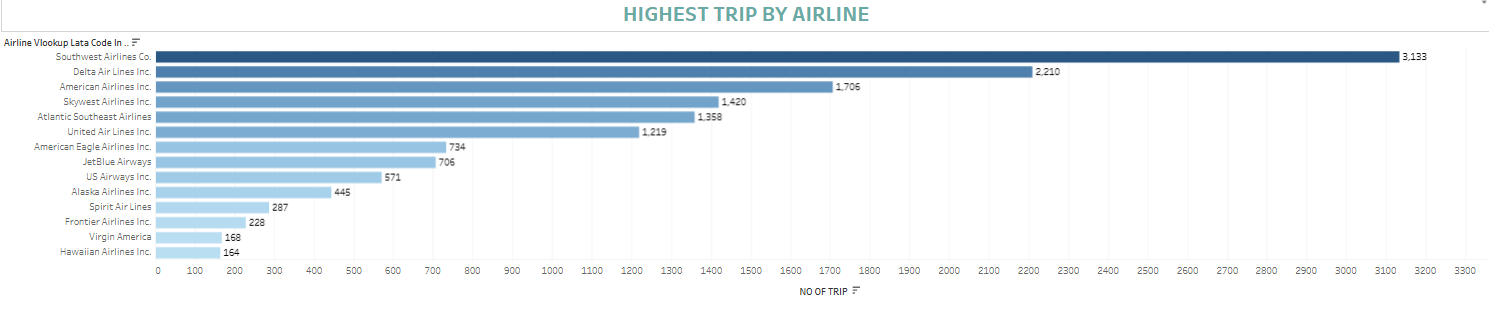 HIGHEST TRIP BY AIRLINE
Airline Vlookup Lata Code In ..
Southwest Airlines Co. 3,133
Delta Air Lines Inc. 2,210
American Airlines Inc. 1,706
Skywest Airlines Inc. 1,420
Atlantic Southeast Airlines 1,358
United Air Lines Inc. 1,219
American Eagle Airlines Inc. 734
JetBlue Airways 706
US Airways Inc. 571
Alaska Airlines Inc. 445
Spirit Air Lines 287
Frontier Airlines Inc. 228
Virgin America 168
Hawaiian Airlines Inc. 164
0 100 200 300 400 500 600 700 800 900 1000 1100 1200 1300 1400 1500 1600 1700 1800 1900 2000 2100 2200 2300 2400 2500 2600 2700 2800 2900 3000 3100 3200 3300
NO OF TRIP